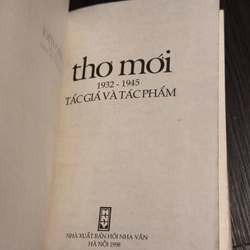 thơ mới
1932 - 1945
TÁC GIẢ VÀ TÁC PHẨM
NHÀ XUẤT BẢN HỘI NHÀ VĂN
HÀ NỘI 1998